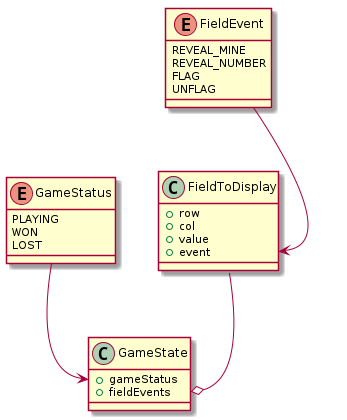 E FieldEvent
REVEAL_MINE
REVEAL_NUMBER
FLAG
UNFLAG
E GameStatus
PLAYING
WON
LOST
C FieldToDisplay
row
col
value
event
C GameState
gameStatus
fieldEvents